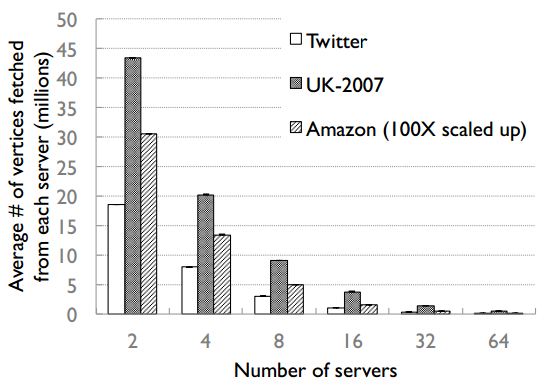 Average # of vertices fetched
from each server (millions)
50
45
40
35
30
25
20
15
10
5
0
Twitter
UK-2007
Amazon (100X scaled up)
2 4 8 16 32 64
Number of servers